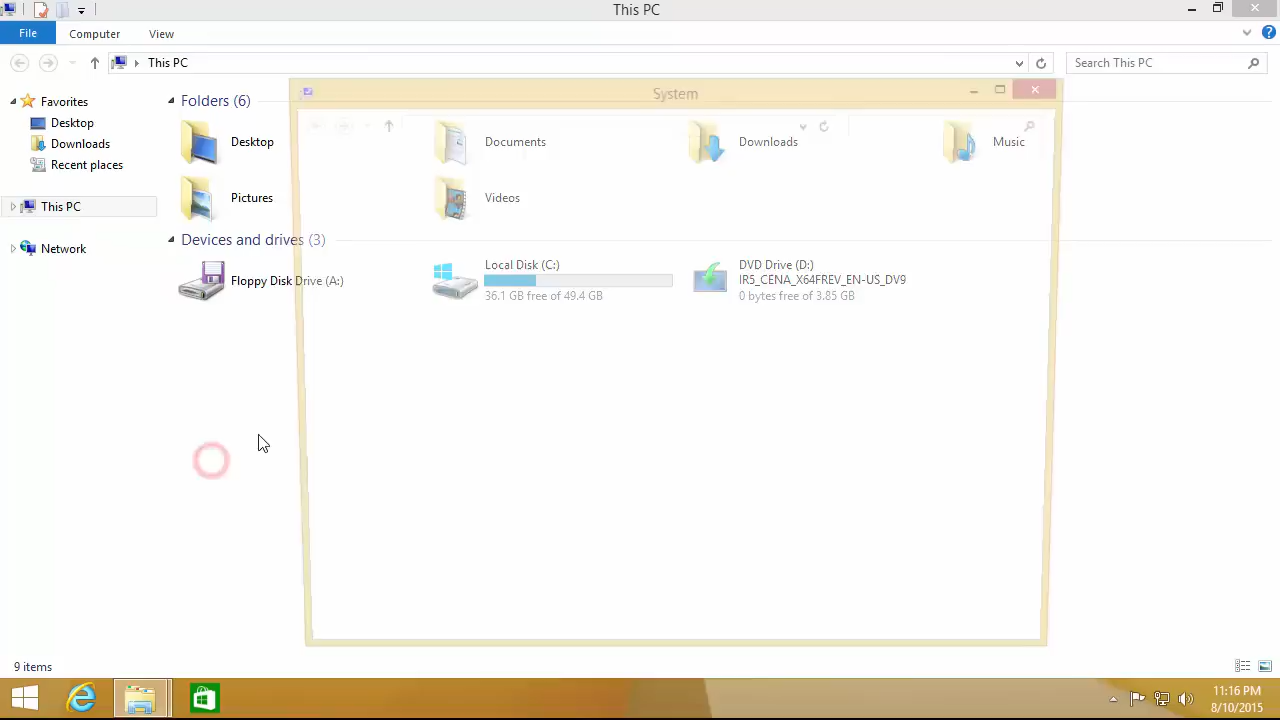 This PC
File
Computer
View
This PC
Search This PC
Favorites
Desktop
Downloads
Recent places
This PC
Network
Folders (6)
System
Desktop
Documents
Downloads
Music
Pictures
Videos
Devices and drives (3)
Floppy Disk Drive (A:)
Local Disk (C:)
36.1 GB free of 49.4 GB
DVD Drive (D:)
IR5_CENA_X64FREV_EN-US_DV9
0 bytes free of 3.85 GB
9 items
11:16 PM
8/10/2015